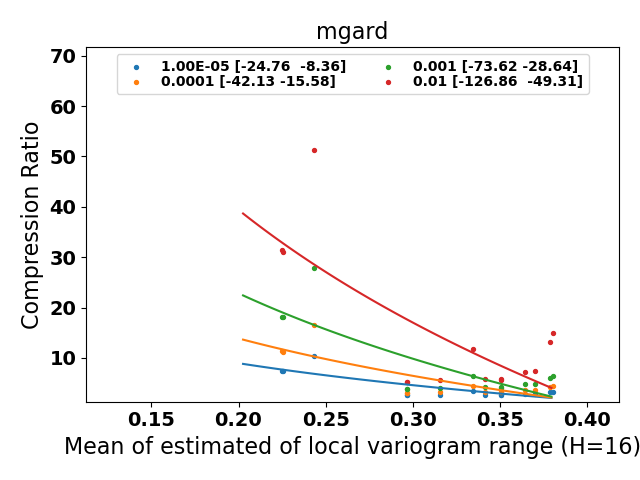 mgard
1.00E-05 [-24.76  -8.36]
0.0001 [-42.13 -15.58]
0.001 [-73.62 -28.64]
0.01 [-126.86  -49.31]
Compression Ratio
70
60
50
40
30
20
10
0.15 0.20 0.25 0.30 0.35 0.40
Mean of estimated of local variogram range (H=16)